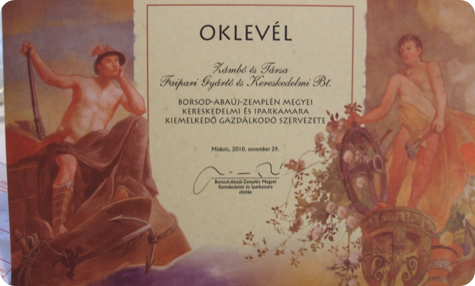 OKLEVÉL
Zámbó és Társa
Faipari Gyártó és Kereskedelmi Bt.
BORSOD-ABAÚJ-ZEMPLÉN MEGYEI
KERESKEDELMI ÉS IPARKAMARA
KIEMELKEDŐ GAZDÁLKODÓ SZERVEZETE
Miskolc, 2010. november 29.
Borsod-Abaúj-Zemplén Megyei
Kereskedelmi és Iparkamara
elnöke